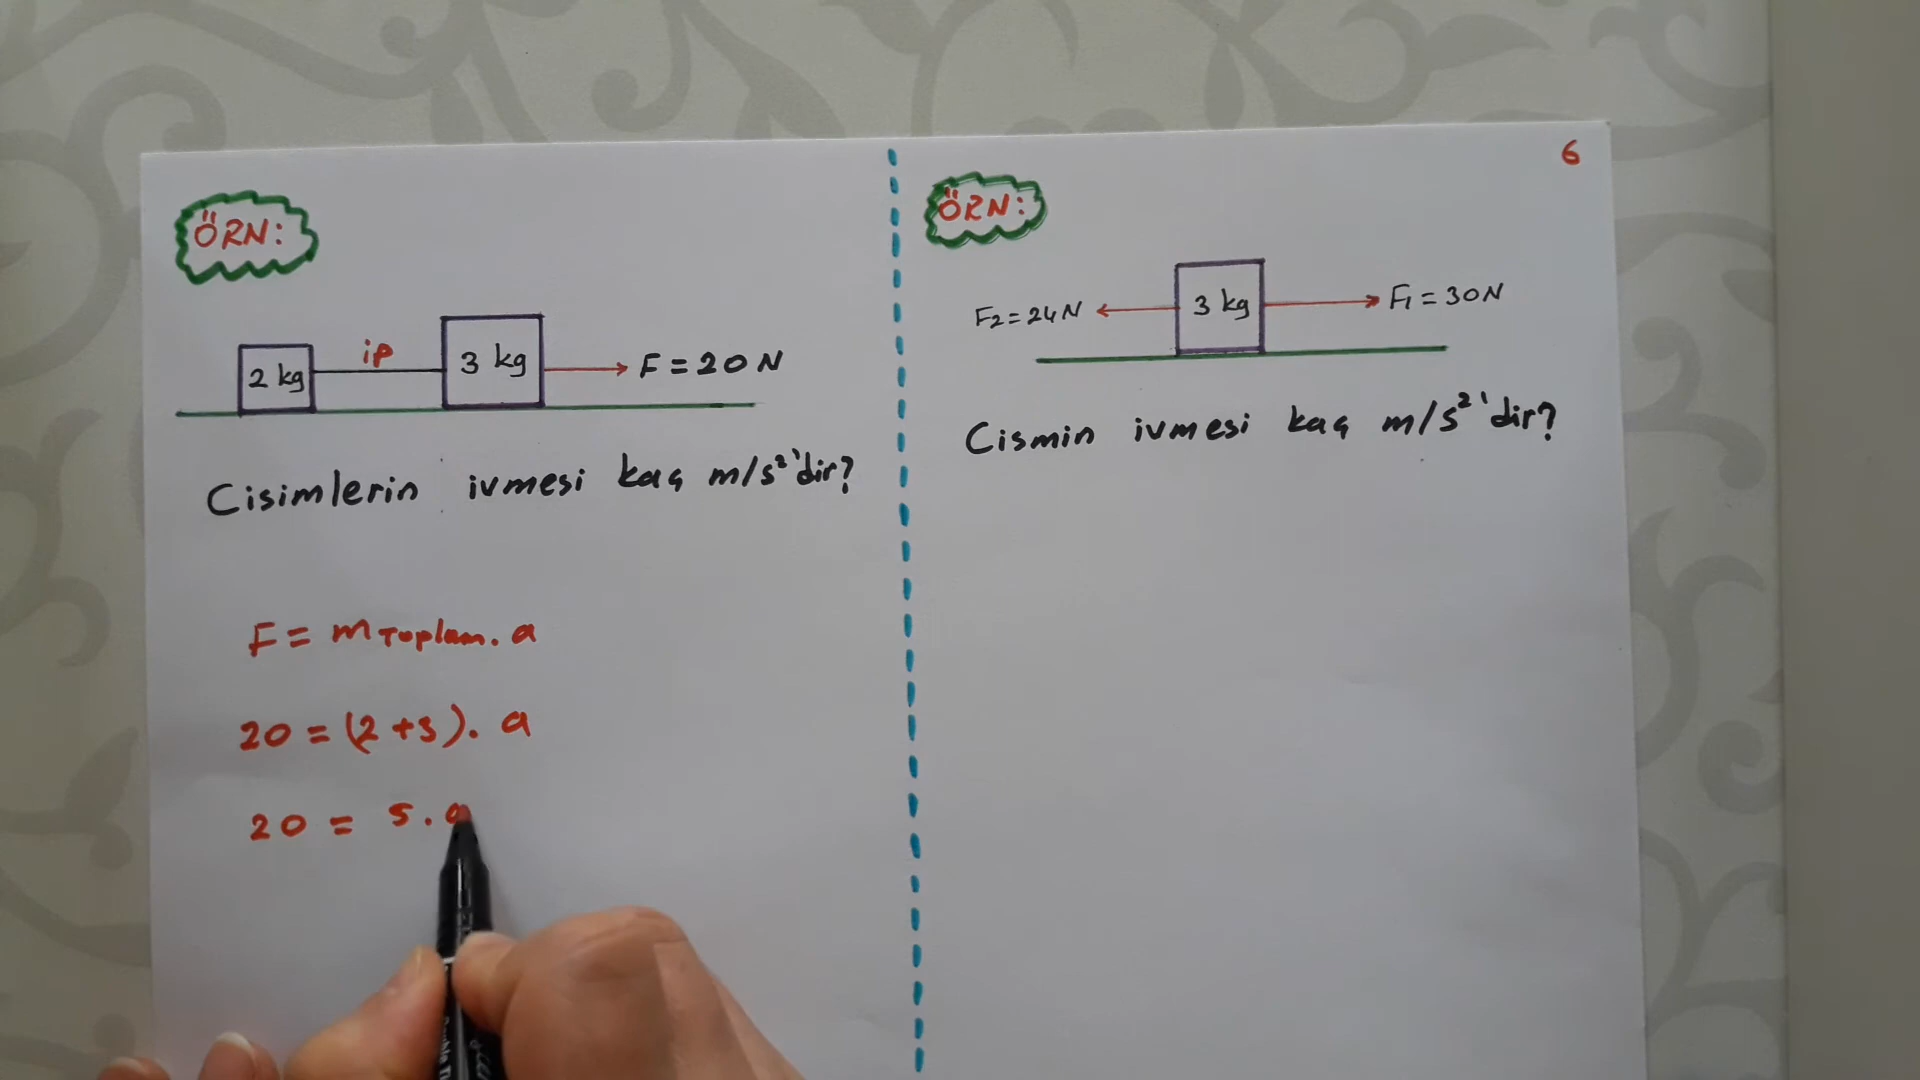 ÖRN:
2 kg
ip
3 kg
F = 20 N
Cisimlerin ivmesi kaç m/s²'dir?
F = m Toplam . a
20 = (2 + 3) . a
20 = 5 . a
6
ÖRN:
F2 = 24 N
3 kg
F1 = 30 N
Cismin ivmesi kaç m/s²'dir?